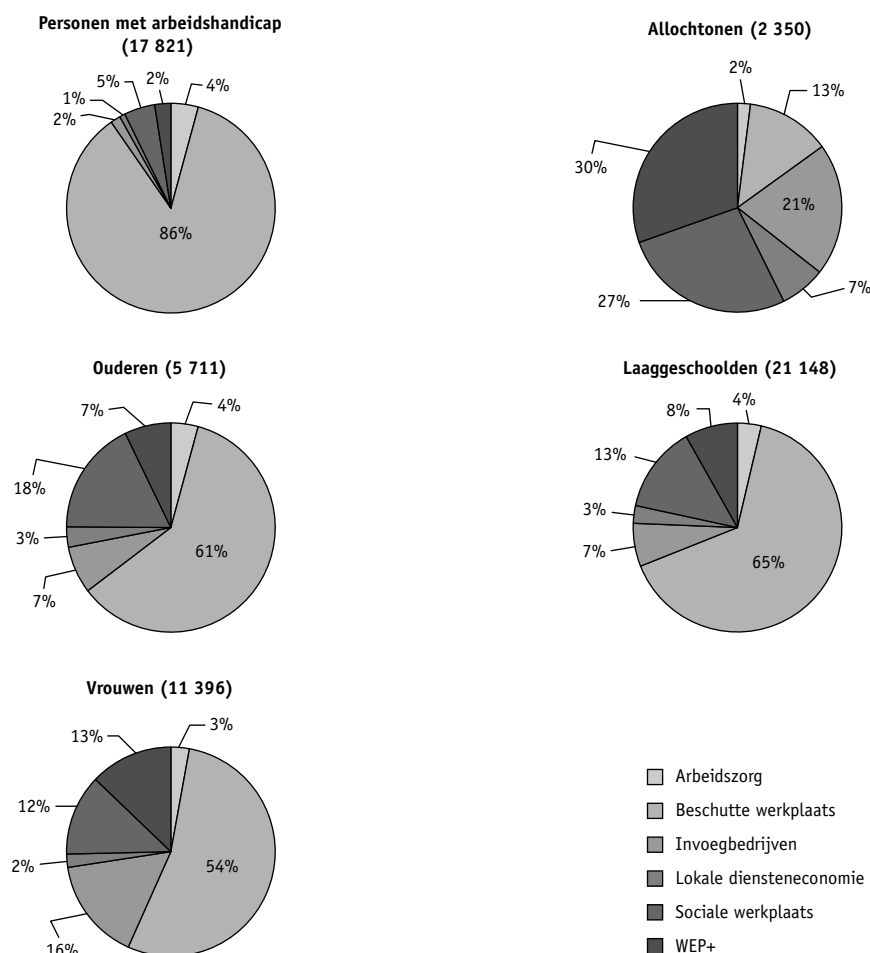 Personen met arbeidshandicap
(17 821)
5%
2%
4%
1%
2%
86%
Allochtonen (2 350)
2%
13%
30%
21%
27%
7%
Ouderen (5 711)
7%
4%
18%
3%
61%
7%
Laaggeschoolden (21 148)
8%
4%
13%
3%
7%
65%
Vrouwen (11 396)
13%
3%
12%
2%
54%
16%
Arbeidszorg
Beschutte werkplaats
Invoegbedrijven
Lokale diensteneconomie
Sociale werkplaats
WEP+